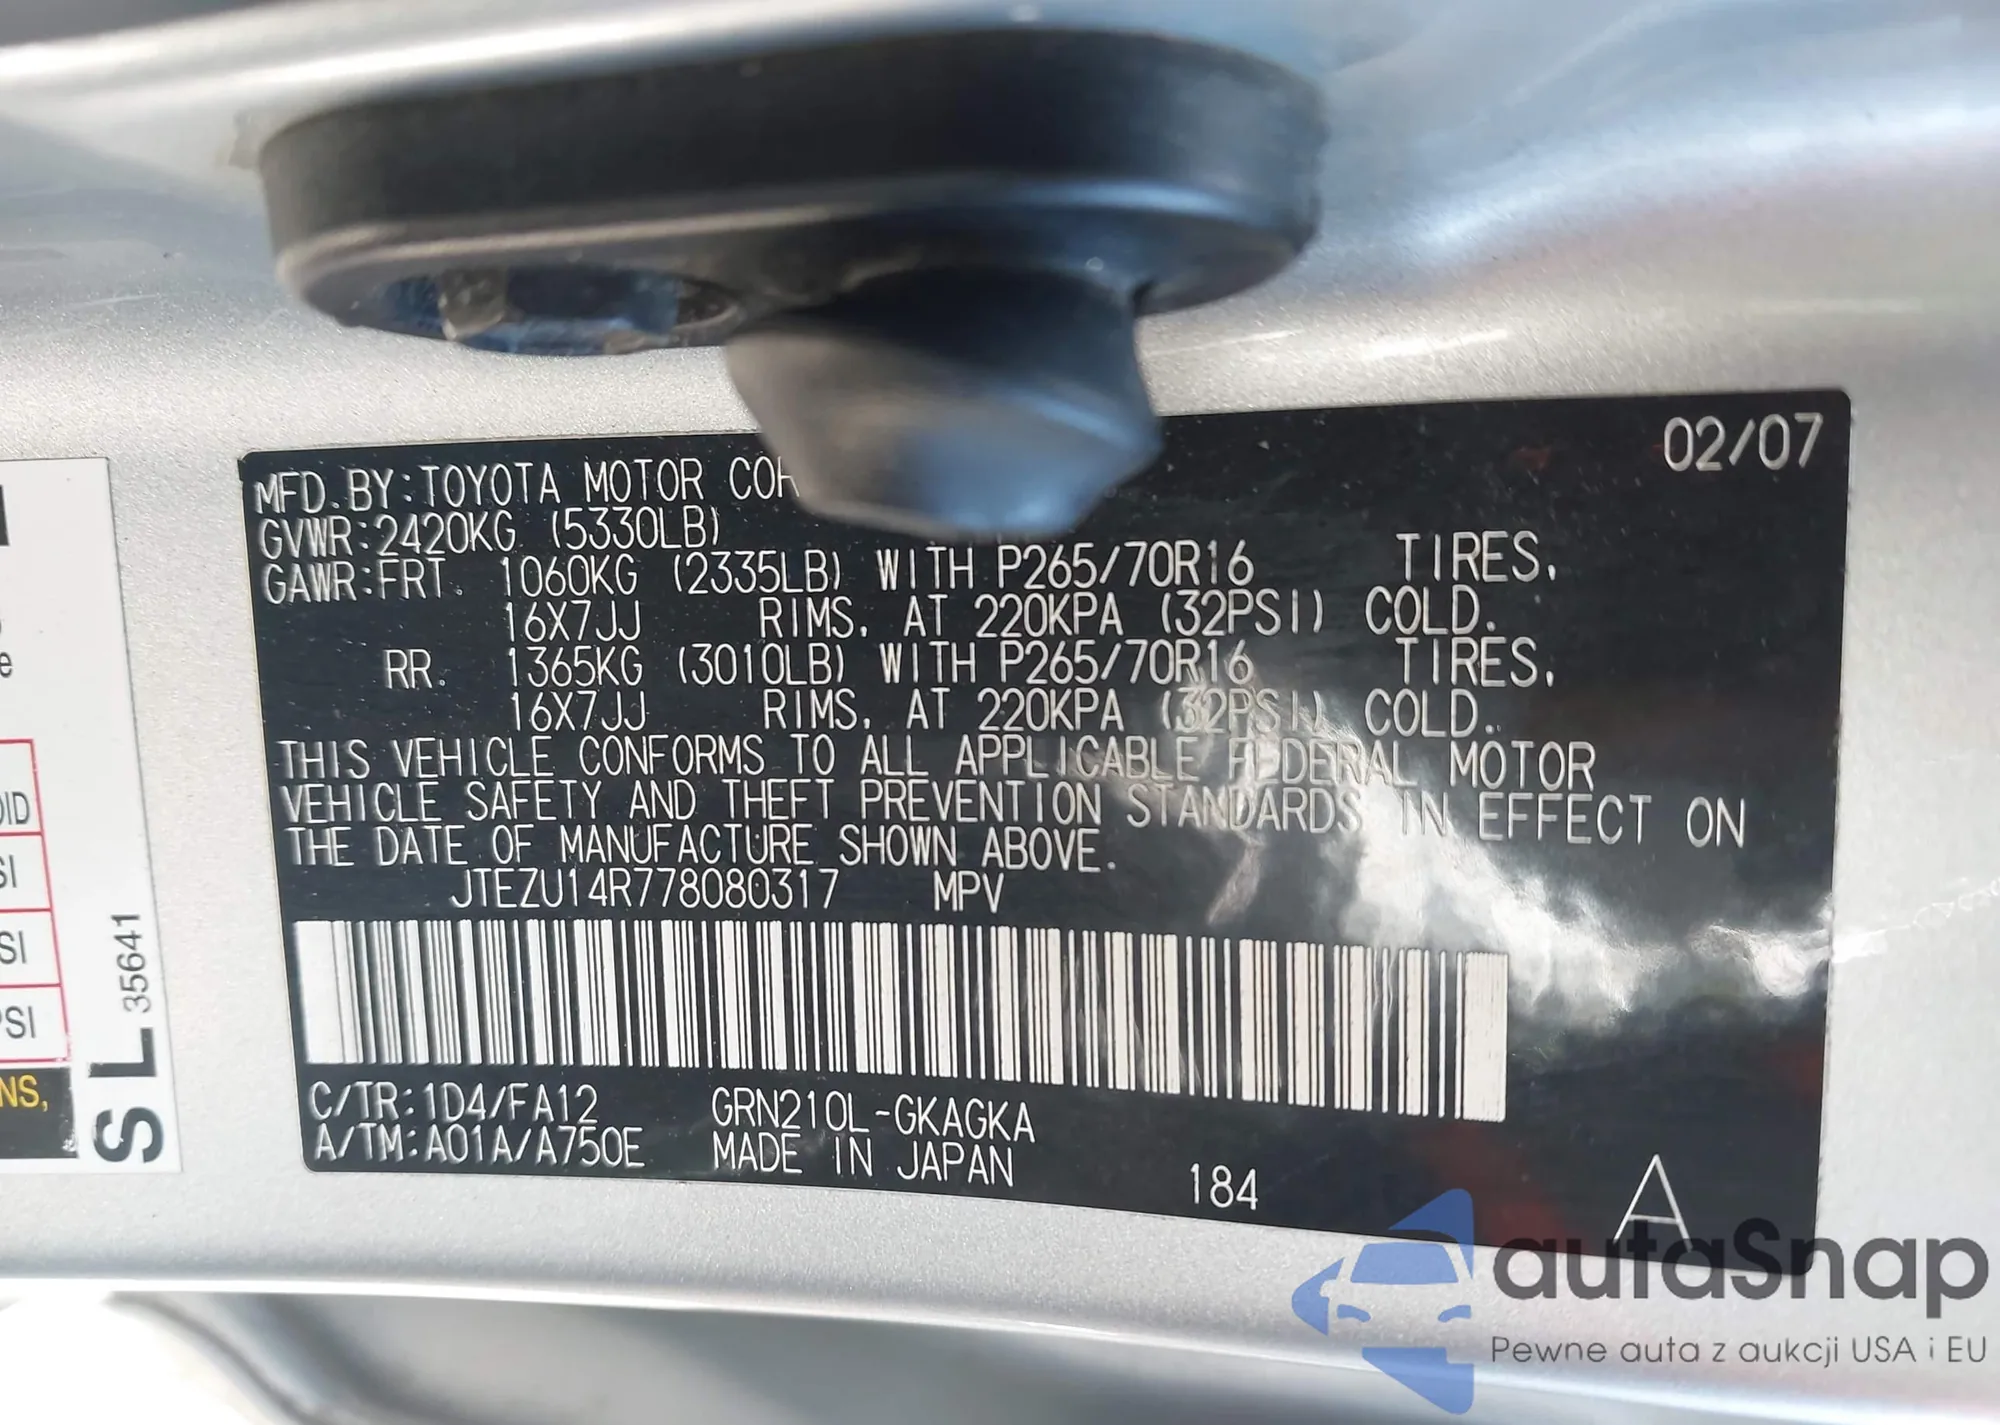 02/07
MFD. BY:TOYOTA MOTOR
GVWR:2420KG (5330LB)
GAWR:FRT. 1060KG (2335LB) WITH P265/70R16 TIRES,
16X7JJ RIMS, AT 220KPA (32PSI) COLD.
RR. 1365KG (3010LB) WITH P265/70R16 TIRES,
16X7JJ RIMS, AT 220KPA (32PSI) COLD.
THIS VEHICLE CONFORMS TO ALL APPLICABLE FEDERAL MOTOR
VEHICLE SAFETY AND THEFT PREVENTION STANDARDS IN EFFECT ON
THE DATE OF MANUFACTURE SHOWN ABOVE.
JTEZU14R778080317 MPV
C/TR:1D4/FA12 GRN210L-GKAGKA
A/TM:A01A/A750E MADE IN JAPAN
184 A
SL 35641
NS,
autaSnap
Pewne auta z aukcji USA i EU